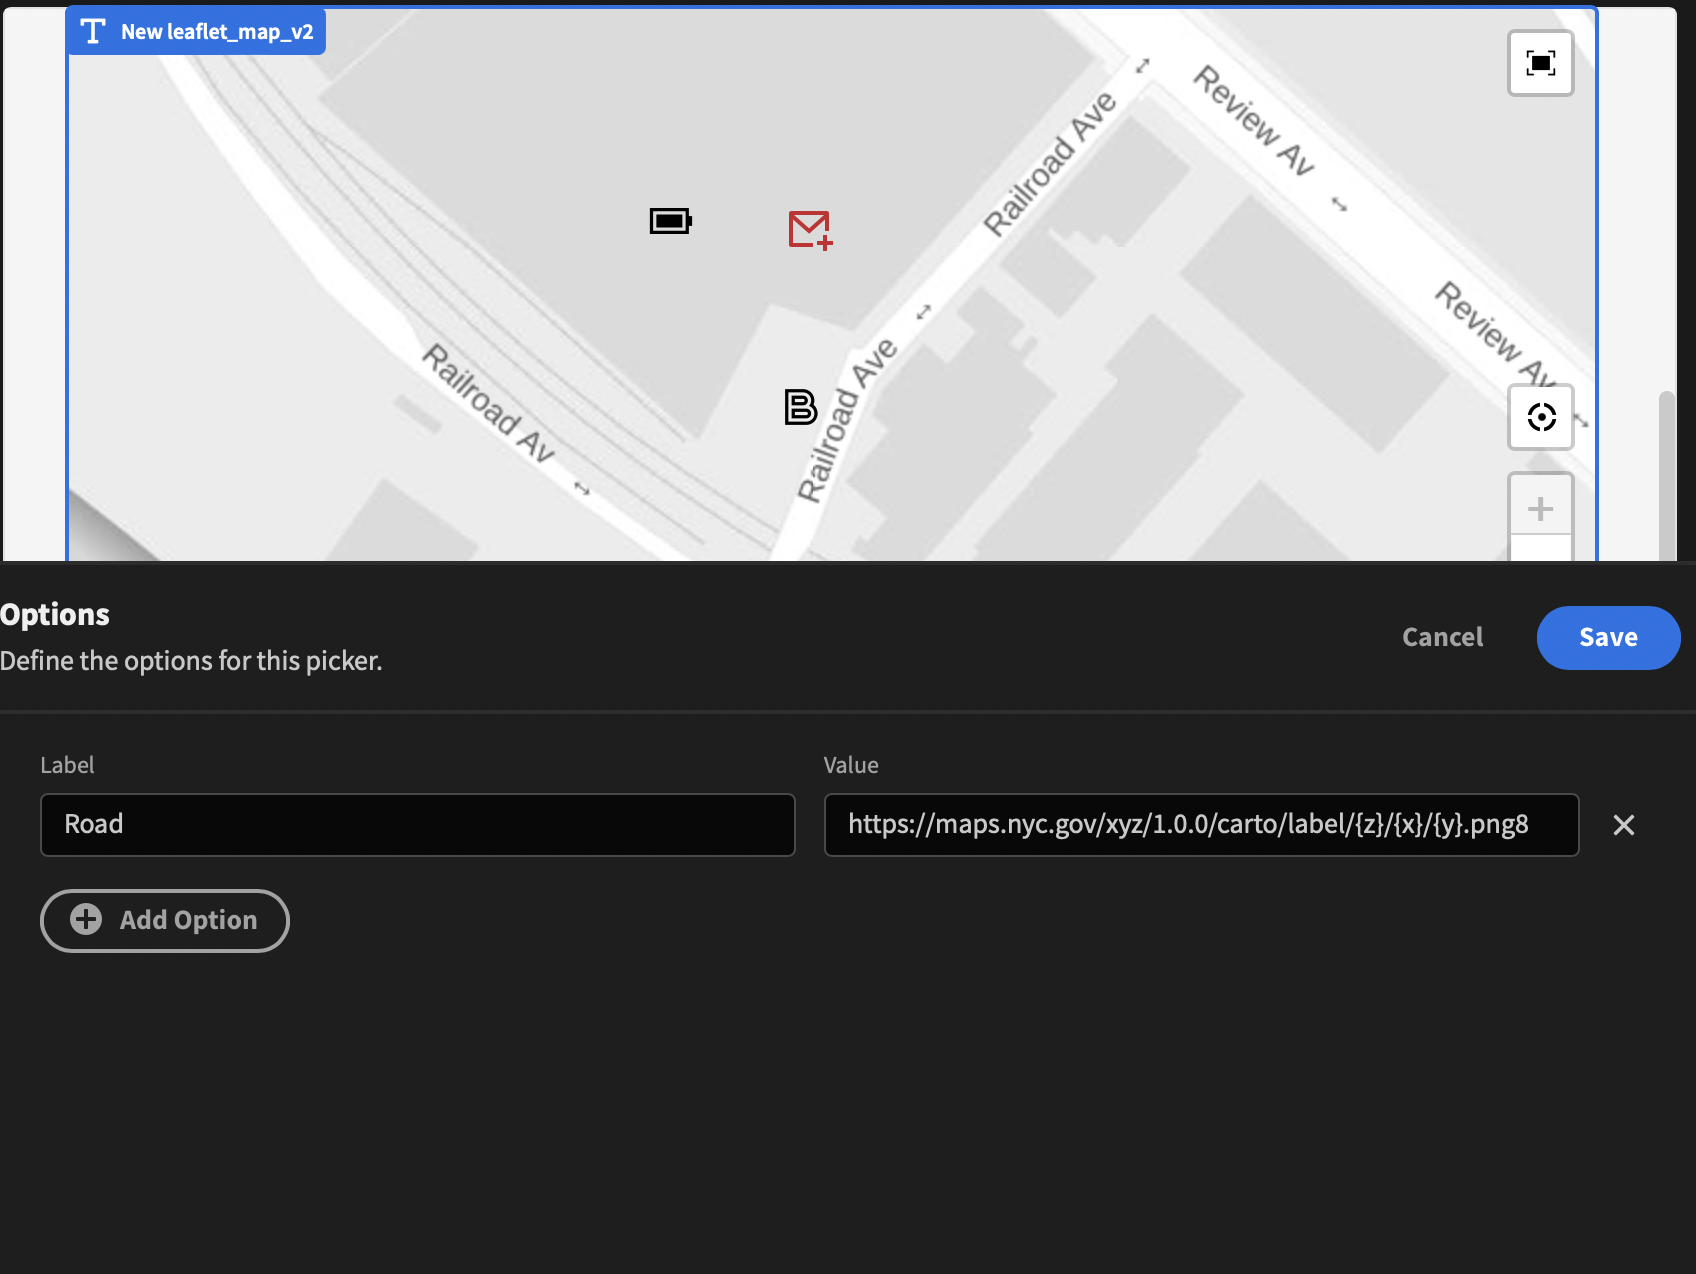 New leaflet_map_v2
Review Av
Railroad Ave
Review Av
Railroad Ave
Railroad Av
B
Options
Define the options for this picker.
Cancel
Save
Label
Value
Road
https://maps.nyc.gov/xyz/1.0.0/carto/label/{z}/{x}/{y}.png8
Add Option